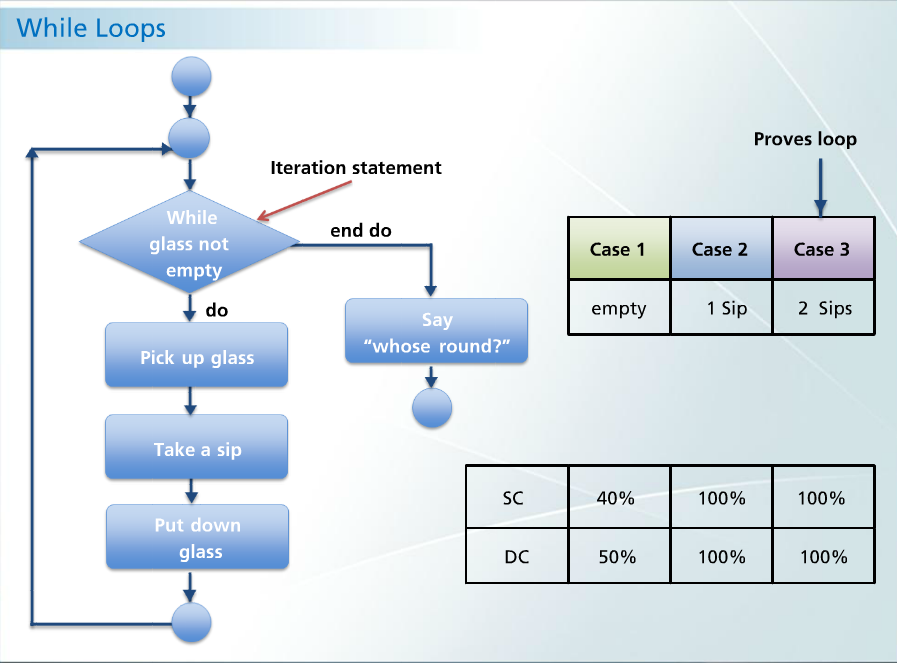 While Loops
Proves loop
Iteration statement
While
glass not
empty
end do
do
Say
“whose round?”
Pick up glass
Take a sip
Put down
glass
Case 1 Case 2 Case 3
empty 1 Sip 2 Sips
SC 40% 100% 100%
DC 50% 100% 100%